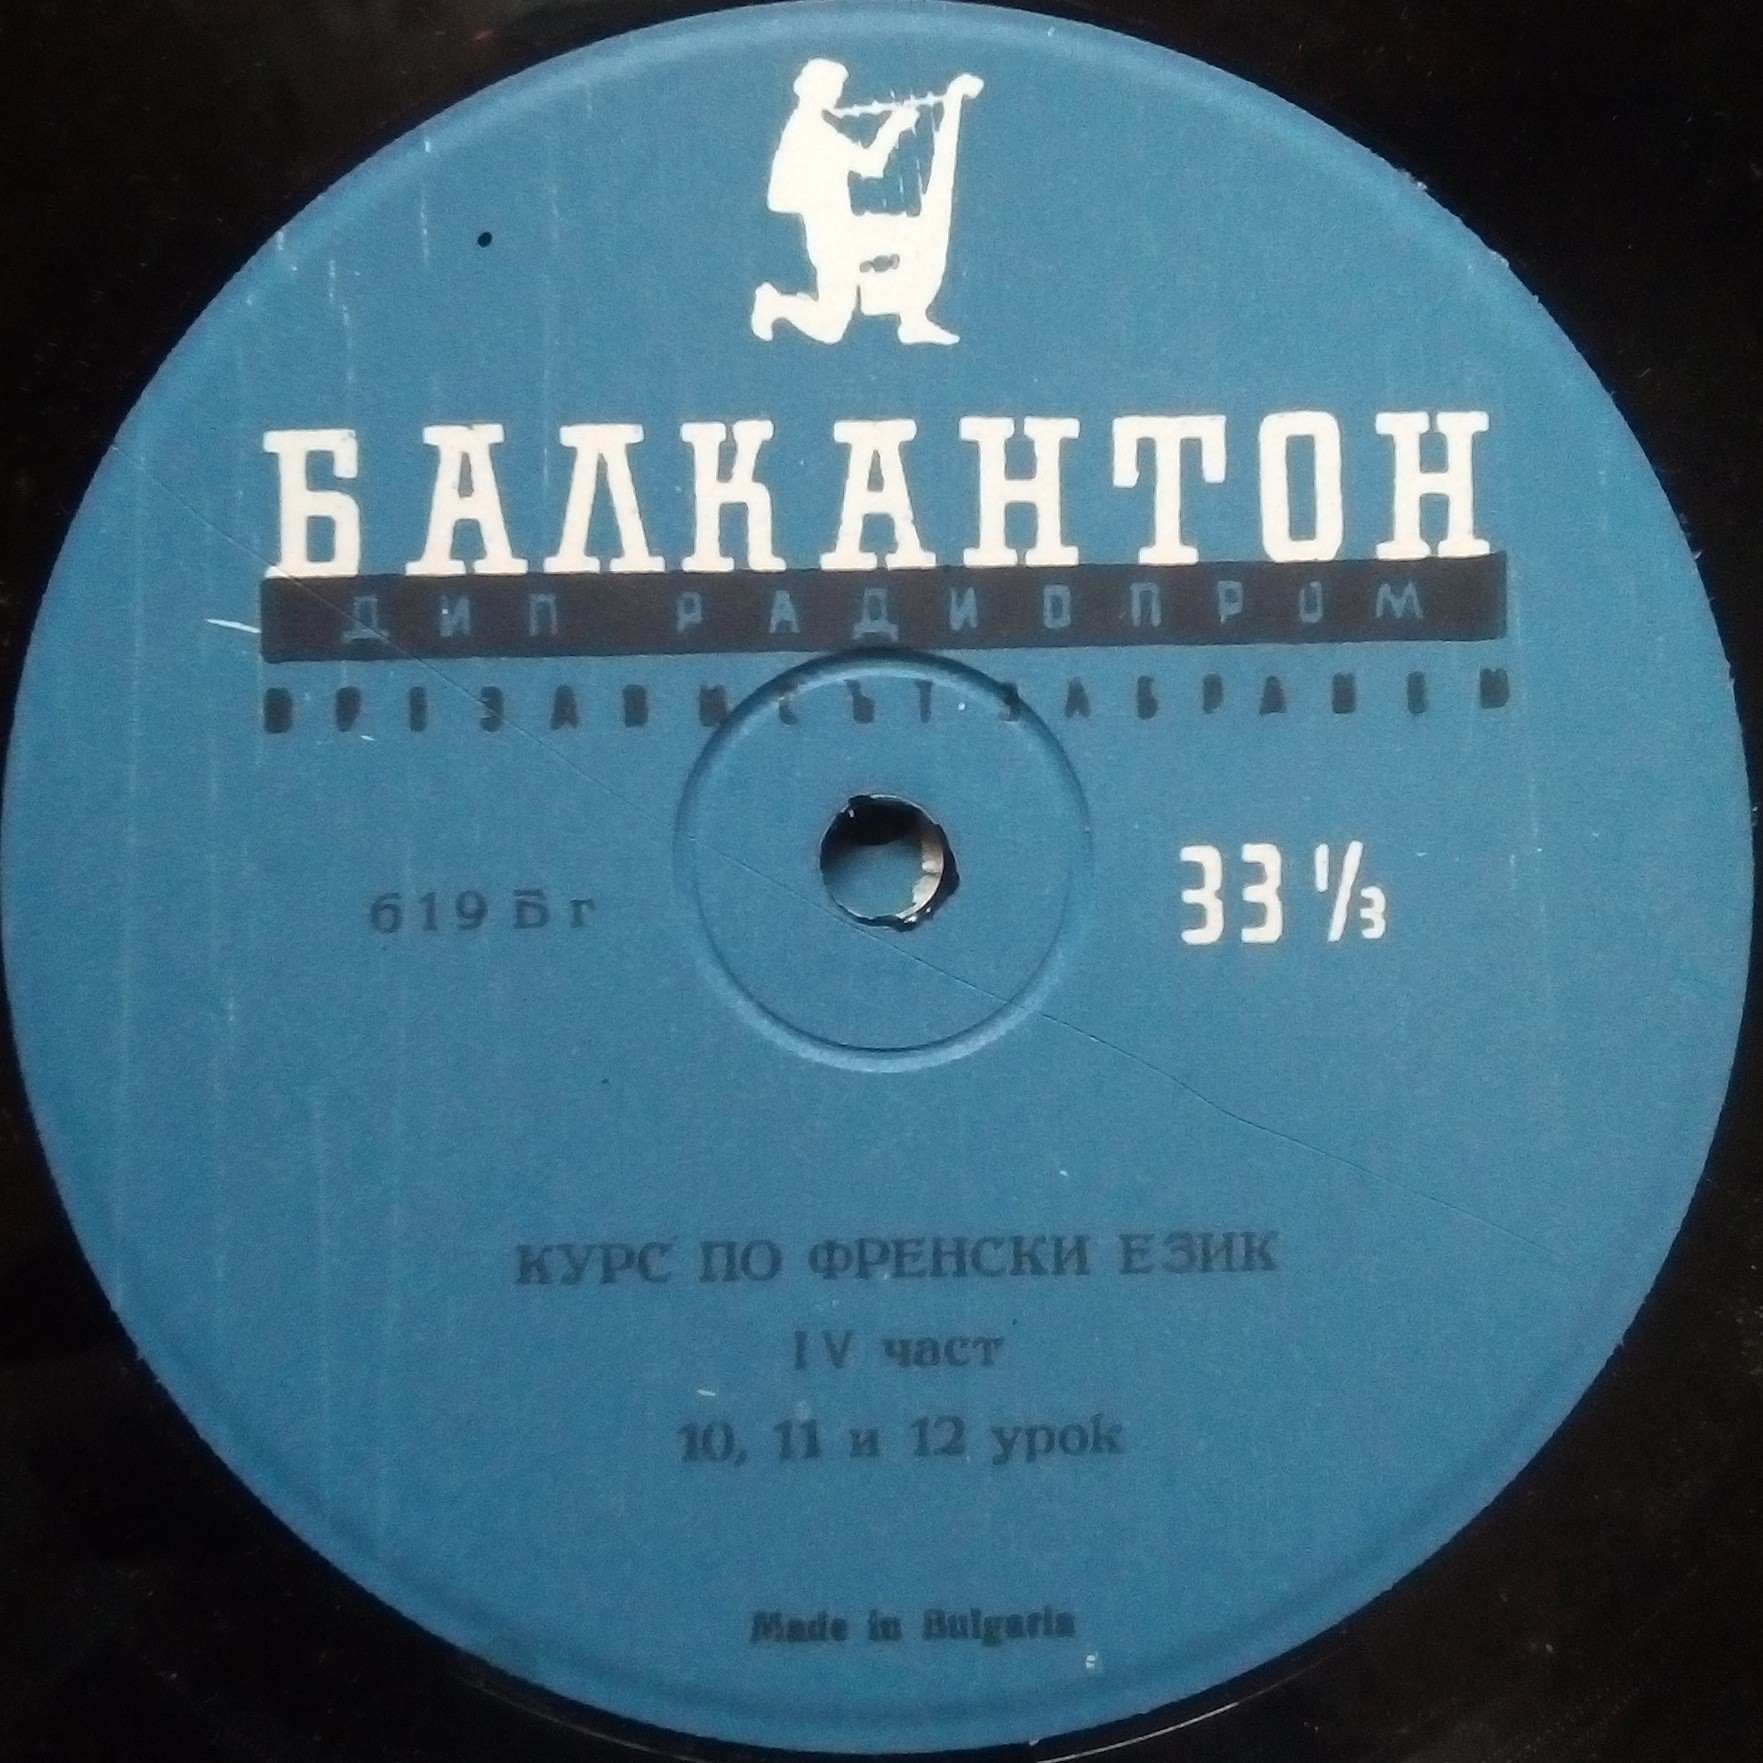 БАЛКАНТОН
ДИП РАДИОПРОМ
ПРЕЗАПИСЪТ ЗАБРАНЕН
619 Б г
33 1/3
КУРС ПО ФРЕНСКИ ЕЗИК
IV част
10, 11 и 12 урок
Made in Bulgaria